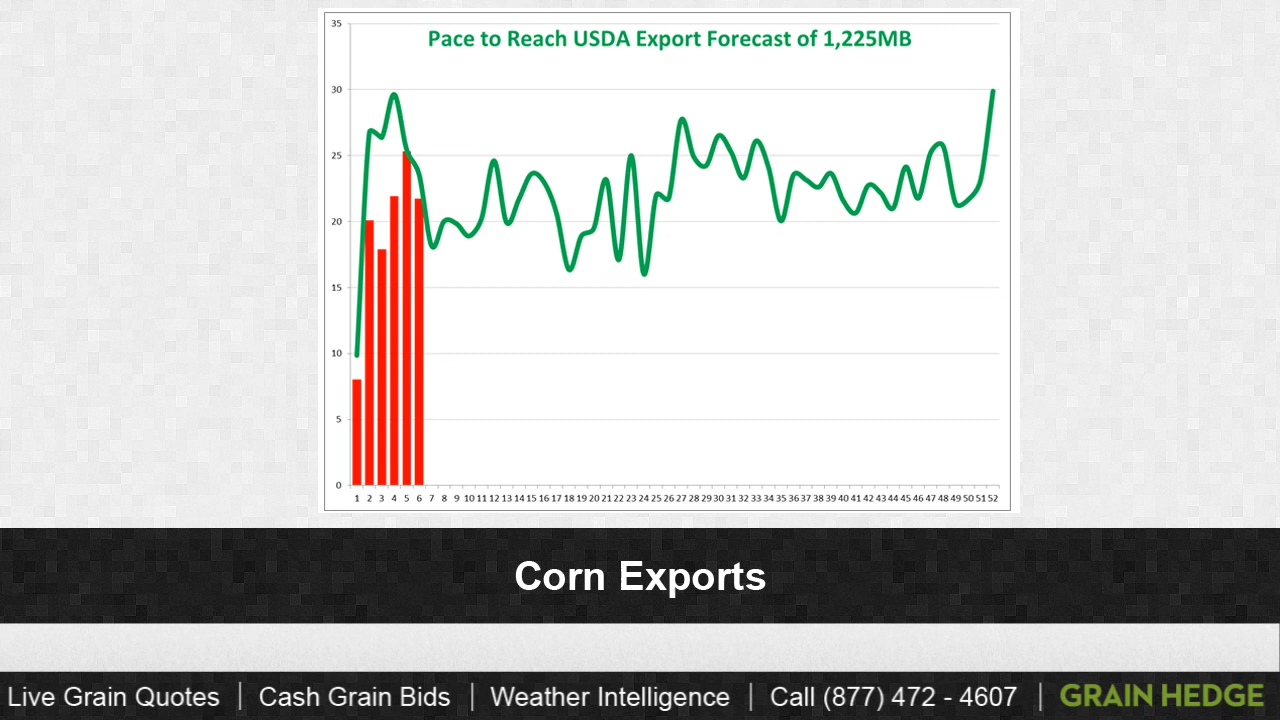 Pace to Reach USDA Export Forecast of 1,225MB
35
30
25
20
15
10
5
0
1 2 3 4 5 6 7 8 9 10 11 12 13 14 15 16 17 18 19 20 21 22 23 24 25 26 27 28 29 30 31 32 33 34 35 36 37 38 39 40 41 42 43 44 45 46 47 48 49 50 51 52
Corn Exports
Live Grain Quotes | Cash Grain Bids | Weather Intelligence | Call (877) 472 - 4607 | GRAIN HEDGE